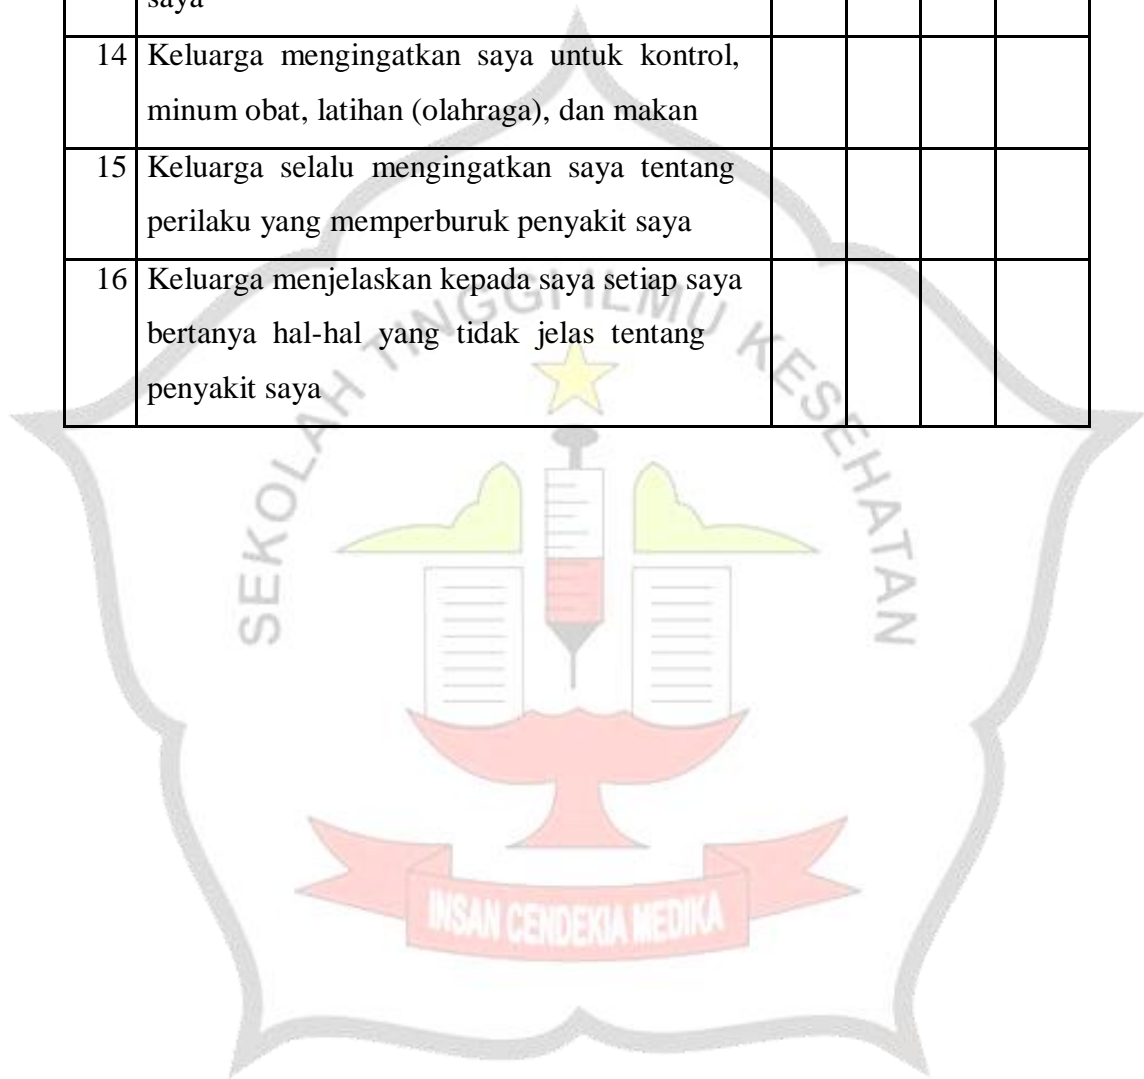 saya
14 Keluarga mengingatkan saya untuk kontrol,
minum obat, latihan (olahraga), dan makan
15 Keluarga selalu mengingatkan saya tentang
perilaku yang memperburuk penyakit saya
16 Keluarga menjelaskan kepada saya setiap saya
bertanya hal-hal yang tidak jelas tentang
penyakit saya
SEKOLAH TINGGI ILMU KESEHATAN
INSAN CENDEKIA MEDIKA